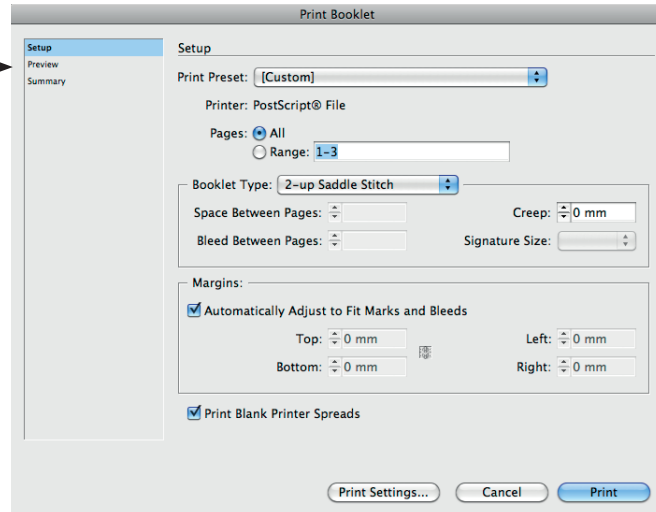 Print Booklet
Setup
Preview
Summary
Setup
Print Preset: [Custom]
Printer: PostScript® File
Pages: All
Range: 1-3
Booklet Type: 2-up Saddle Stitch
Space Between Pages: Creep: 0 mm
Bleed Between Pages: Signature Size:
Margins:
Automatically Adjust to Fit Marks and Bleeds
Top: 0 mm Left: 0 mm
Bottom: 0 mm Right: 0 mm
Print Blank Printer Spreads
Print Settings... Cancel Print